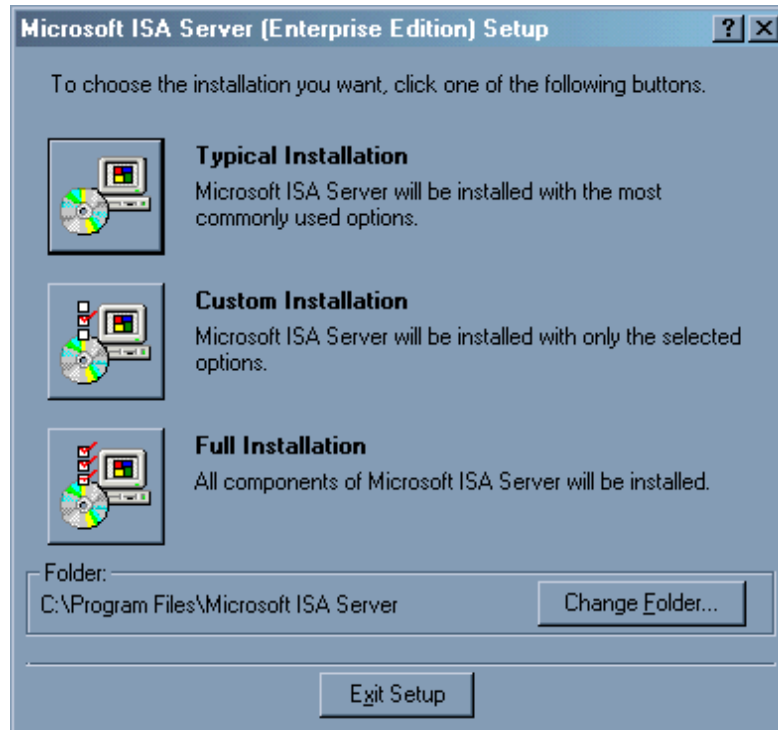 Microsoft ISA Server (Enterprise Edition) Setup
To choose the installation you want, click one of the following buttons.
Typical Installation
Microsoft ISA Server will be installed with the most
commonly used options.
Custom Installation
Microsoft ISA Server will be installed with only the selected
options.
Full Installation
All components of Microsoft ISA Server will be installed.
Folder:
C:\Program Files\Microsoft ISA Server
Change Folder...
Exit Setup